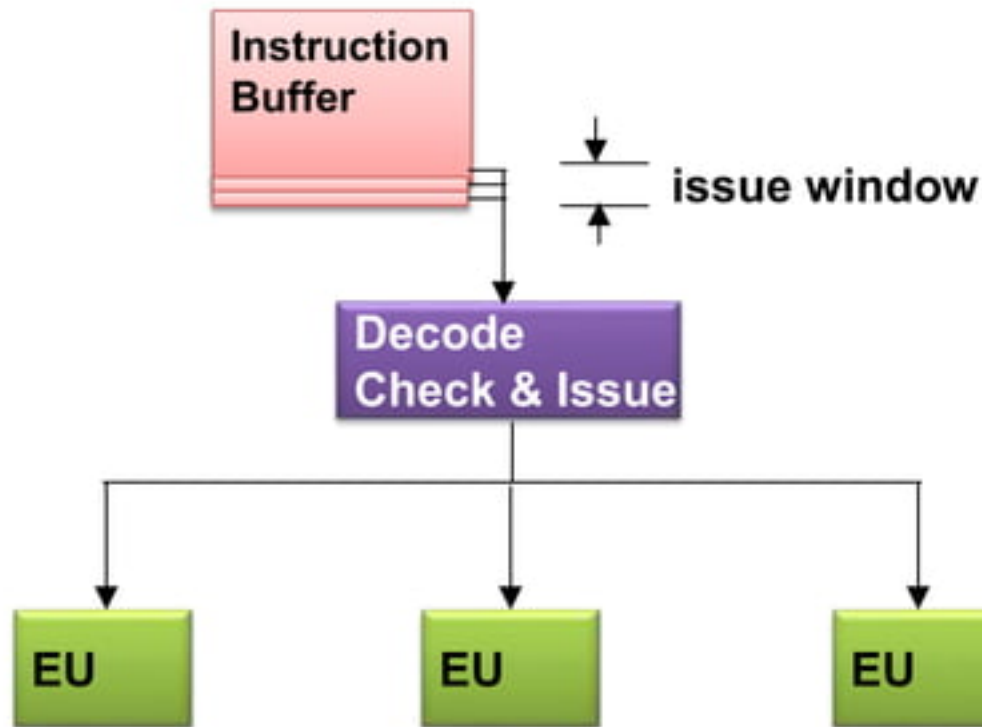 Instruction
Buffer
issue window
Decode
Check & Issue
EU
EU
EU